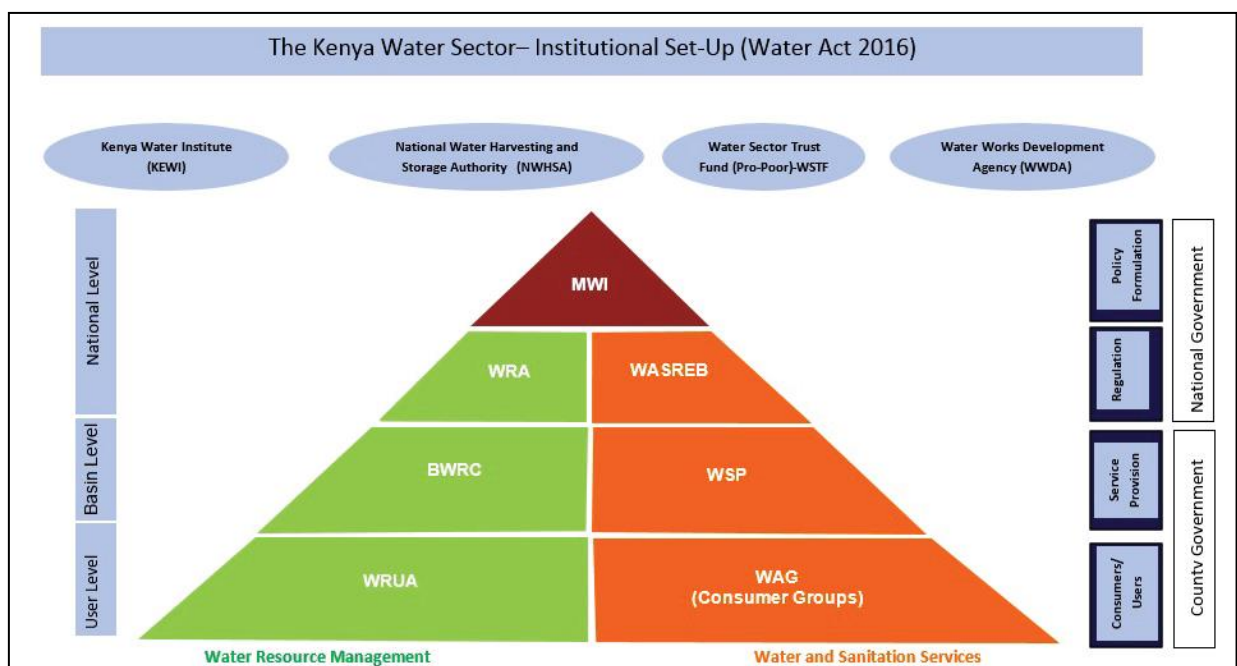 The Kenya Water Sector– Institutional Set-Up (Water Act 2016)
Kenya Water Institute
(KEWI)
National Water Harvesting and
Storage Authority (NWHSA)
Water Sector Trust
Fund (Pro-Poor)-WSTF
Water Works Development
Agency (WWDA)
National Level
Basin Level
User Level
MWI
WRA
WASREB
BWRC
WSP
WRUA
WAG
(Consumer Groups)
Policy
Formulation
Regulation
Service
Provision
Consumers/
Users
National Government
County Government
Water Resource Management
Water and Sanitation Services